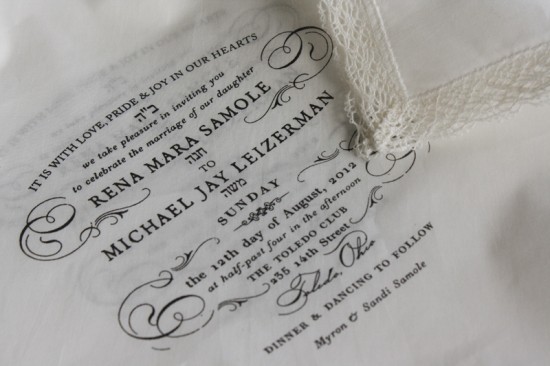 IT IS WITH LOVE, PRIDE & JOY IN OUR HEARTS
ב"ה
we take pleasure in inviting you
to celebrate the marriage of our daughter
RENA MARA SAMOLE
חנה
TO
MICHAEL JAY LEIZERMAN
משה
SUNDAY
the 12th day of August, 2012
at half-past four in the afternoon
THE TOLEDO CLUB
235 14th Street
Toledo, Ohio
DINNER & DANCING TO FOLLOW
Myron & Sandi Samole